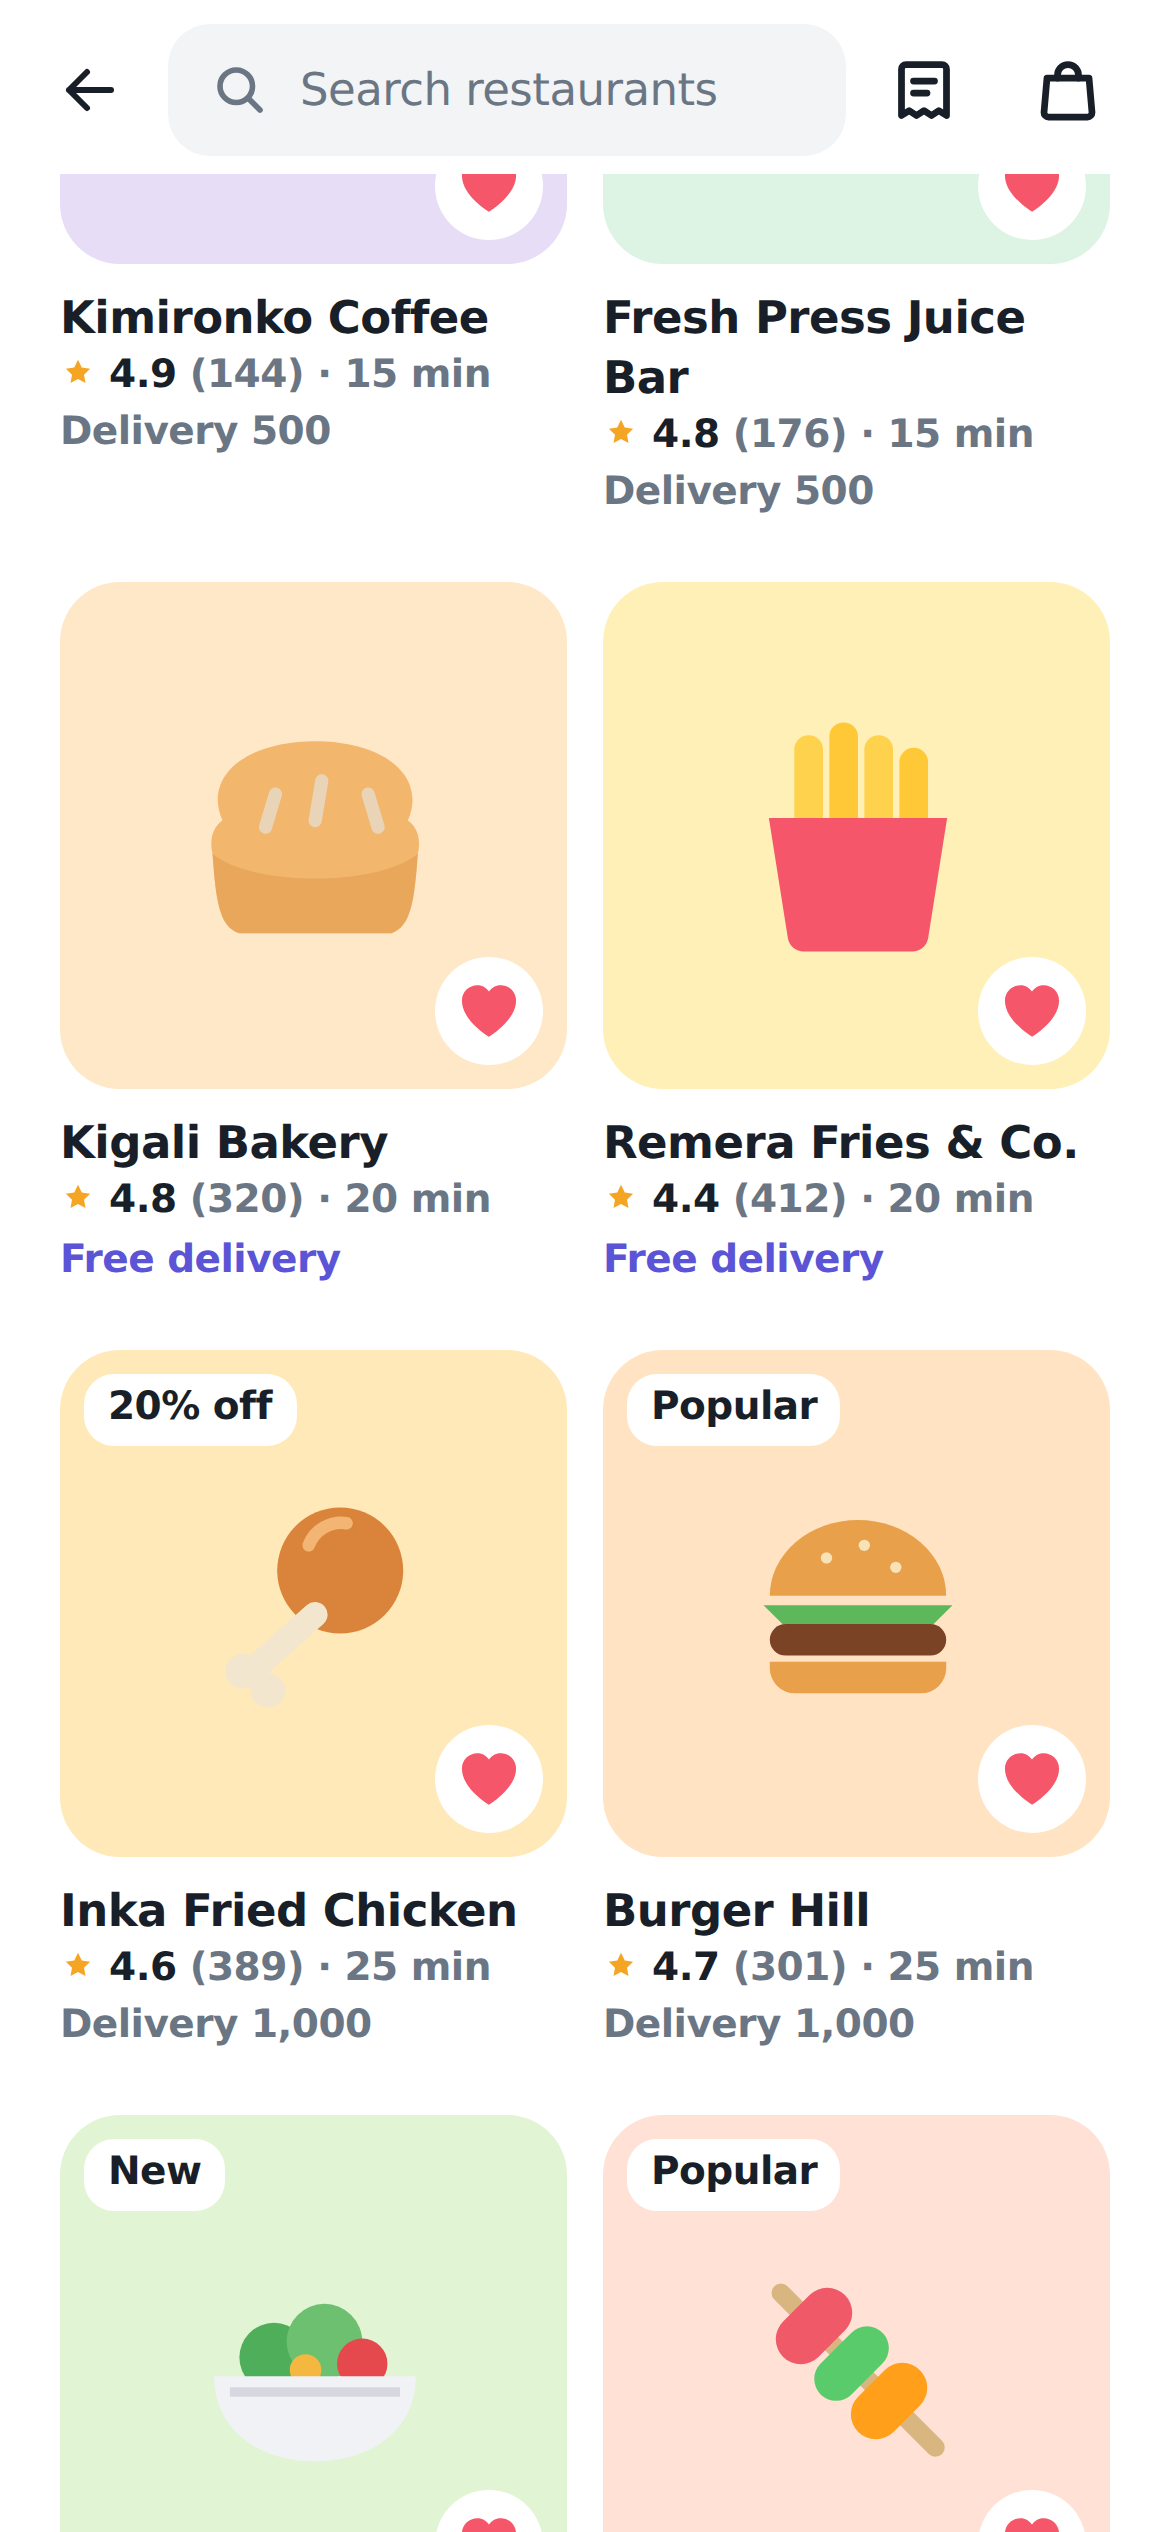 Search restaurants
Kimironko Coffee
4.9 (144) · 15 min
Delivery 500
Fresh Press Juice
Bar
4.8 (176) · 15 min
Delivery 500
Kigali Bakery
4.8 (320) · 20 min
Free delivery
Remera Fries & Co.
4.4 (412) · 20 min
Free delivery
20% off
Inka Fried Chicken
4.6 (389) · 25 min
Delivery 1,000
Popular
Burger Hill
4.7 (301) · 25 min
Delivery 1,000
New
Popular